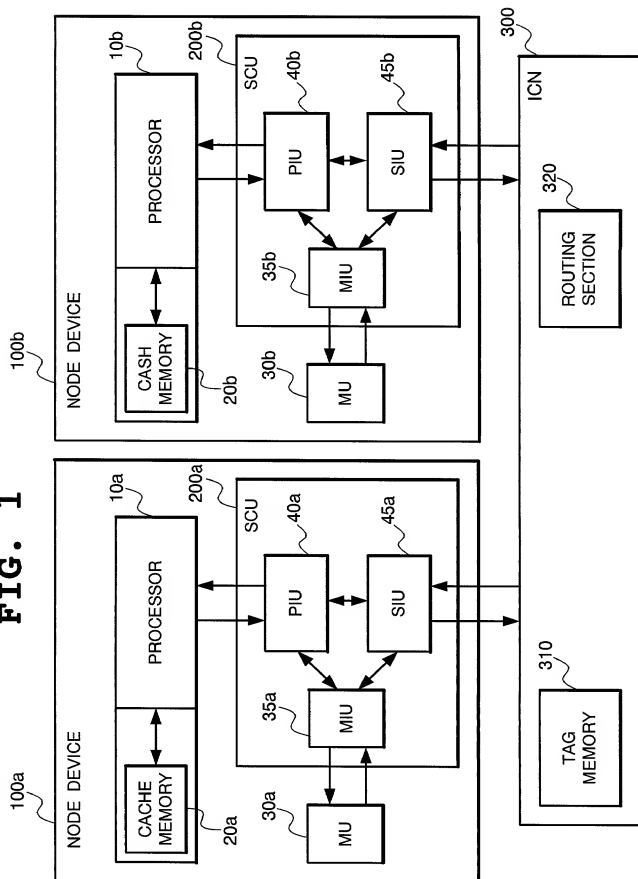 FIG. 1
100a
NODE DEVICE
10a
PROCESSOR
CACHE
MEMORY
20a
200a
SCU
40a
PIU
35a
MIU
30a
MU
45a
SIU
100b
NODE DEVICE
10b
PROCESSOR
CASH
MEMORY
20b
200b
SCU
40b
PIU
35b
MIU
30b
MU
45b
SIU
300
ICN
310
TAG
MEMORY
320
ROUTING
SECTION